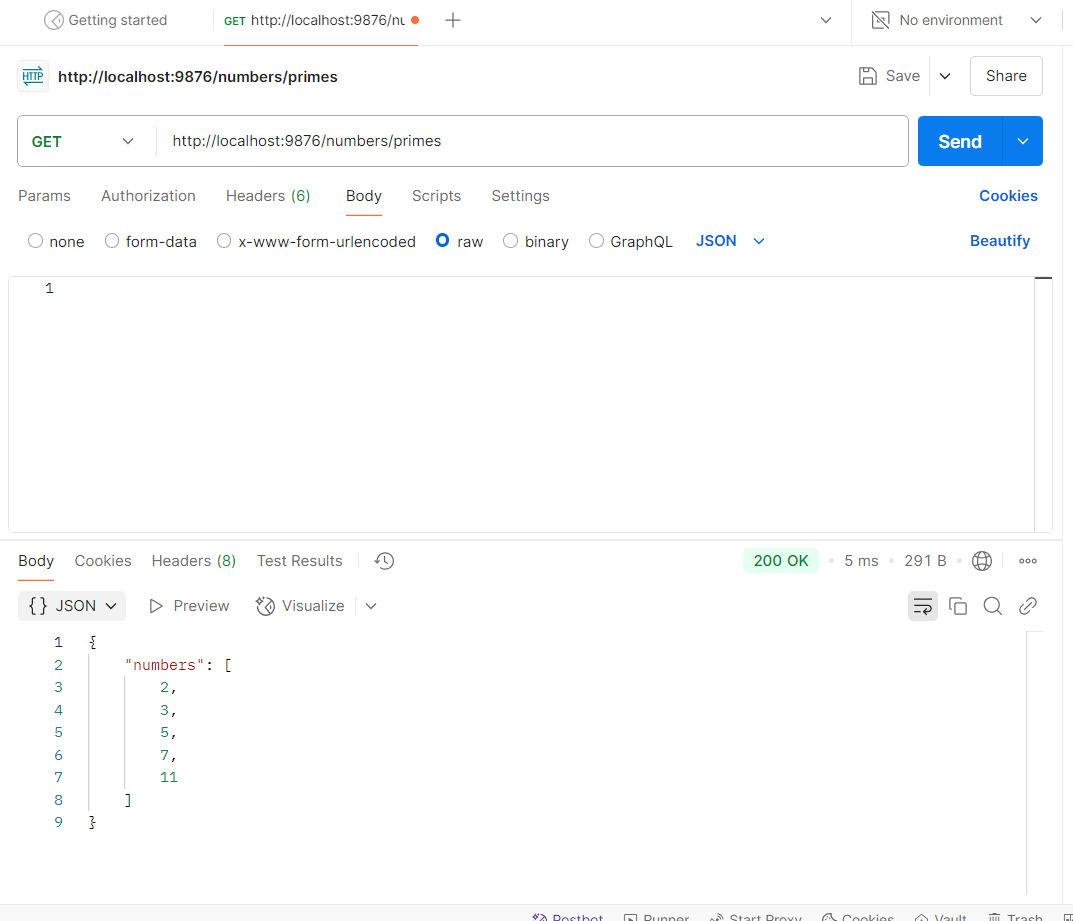 Getting started
GET http://localhost:9876/nu
No environment
HTTP http://localhost:9876/numbers/primes
Save
Share
GET http://localhost:9876/numbers/primes
Send
Params Authorization Headers (6) Body Scripts Settings Cookies
none form-data x-www-form-urlencoded raw binary GraphQL JSON Beautify
1
Body Cookies Headers (8) Test Results 200 OK • 5 ms • 291 B
{} JSON Preview Visualize
1 {
2 "numbers": [
3 2,
4 3,
5 5,
6 7,
7 11
8 ]
9 }
Postbot Runner Start Proxy Cookies Vault Trash